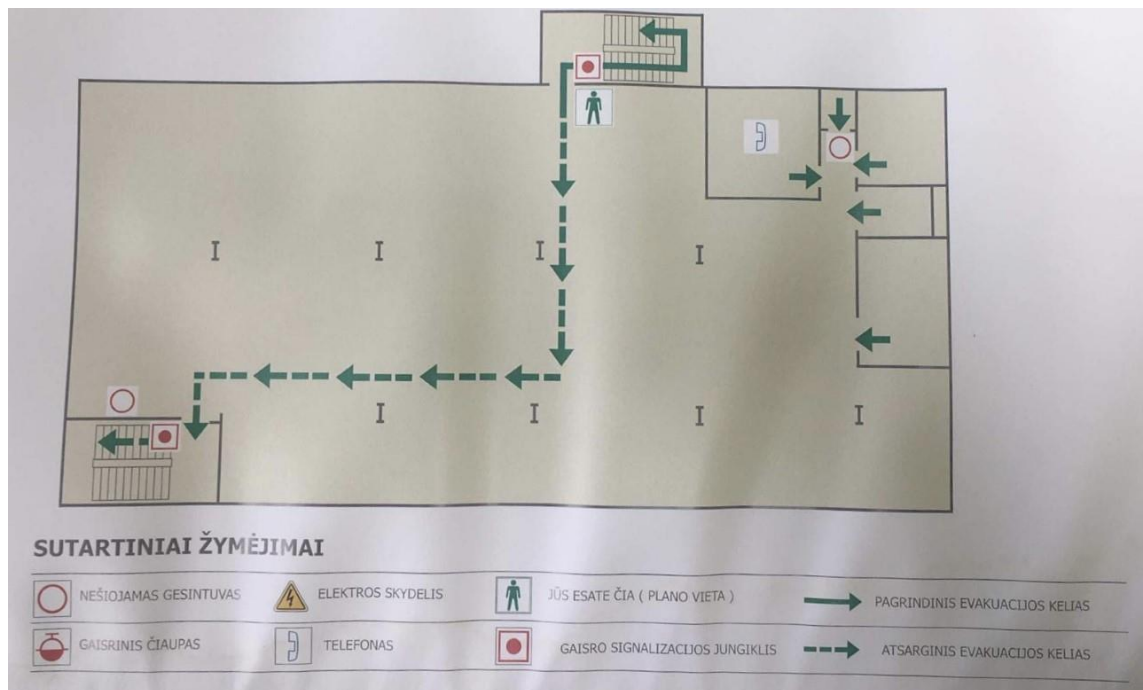 SUTARTINIAI ŽYMĖJIMAI
NEŠIOJAMAS GESINTUVAS
ELEKTROS SKYDELIS
JŪS ESATE ČIA ( PLANO VIETA )
PAGRINDINIS EVAKUACIJOS KELIAS
GAISRINIS ČIAUPAS
TELEFONAS
GAISRO SIGNALIZACIJOS JUNGIKLIS
ATSARGINIS EVAKUACIJOS KELIAS